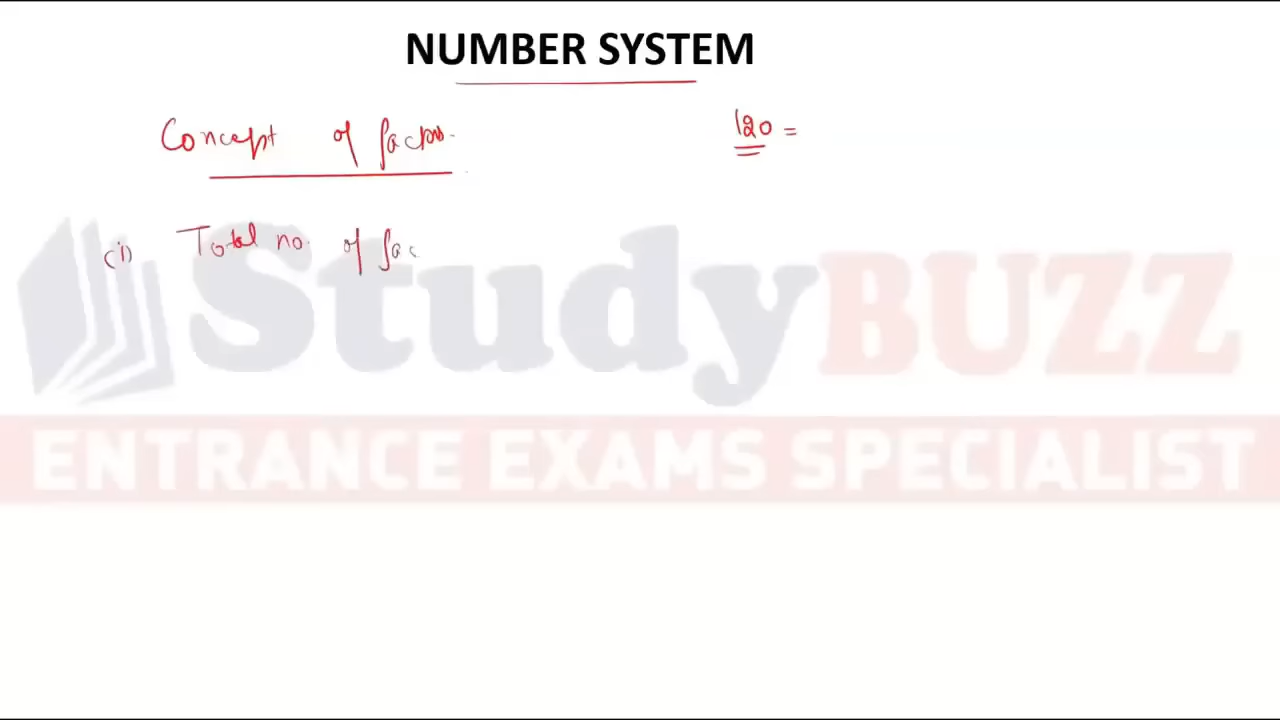 NUMBER SYSTEM
Concept of factors.
120 =
(i) Total no. of fac
StudyBUZZ
ENTRANCE EXAMS SPECIALIST